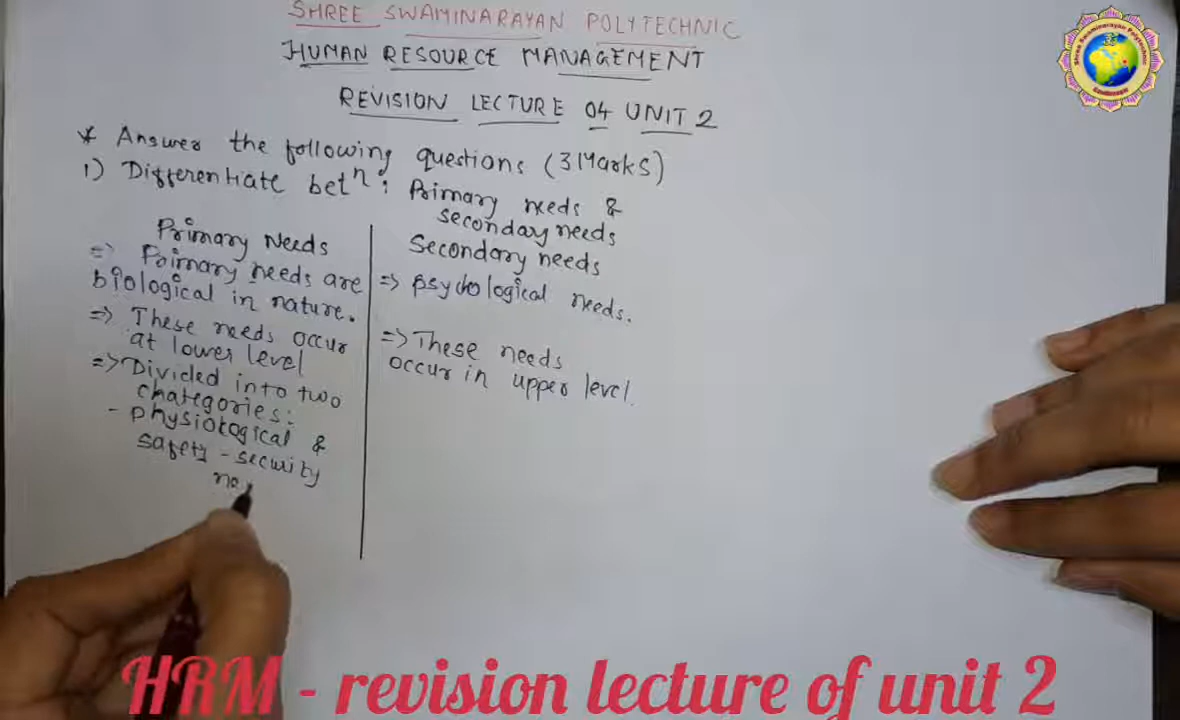 SHREE SWAMINARAYAN POLYTECHNIC
HUMAN RESOURCE MANAGEMENT
REVISION LECTURE 04 UNIT 2
* Answer the following questions (3 Marks)
1) Differentiate betn : Primary needs &
secondary needs
Primary Needs
=> Primary needs are
biological in nature.
=> These needs occur
at lower level
=> Divided into two
chategories:
- physiological &
safety - security
ne
Secondary needs
=> psychological needs.
=> These needs
occur in upper level.
HRM - revision lecture of unit 2
Shree Swaminarayan Polytechnic